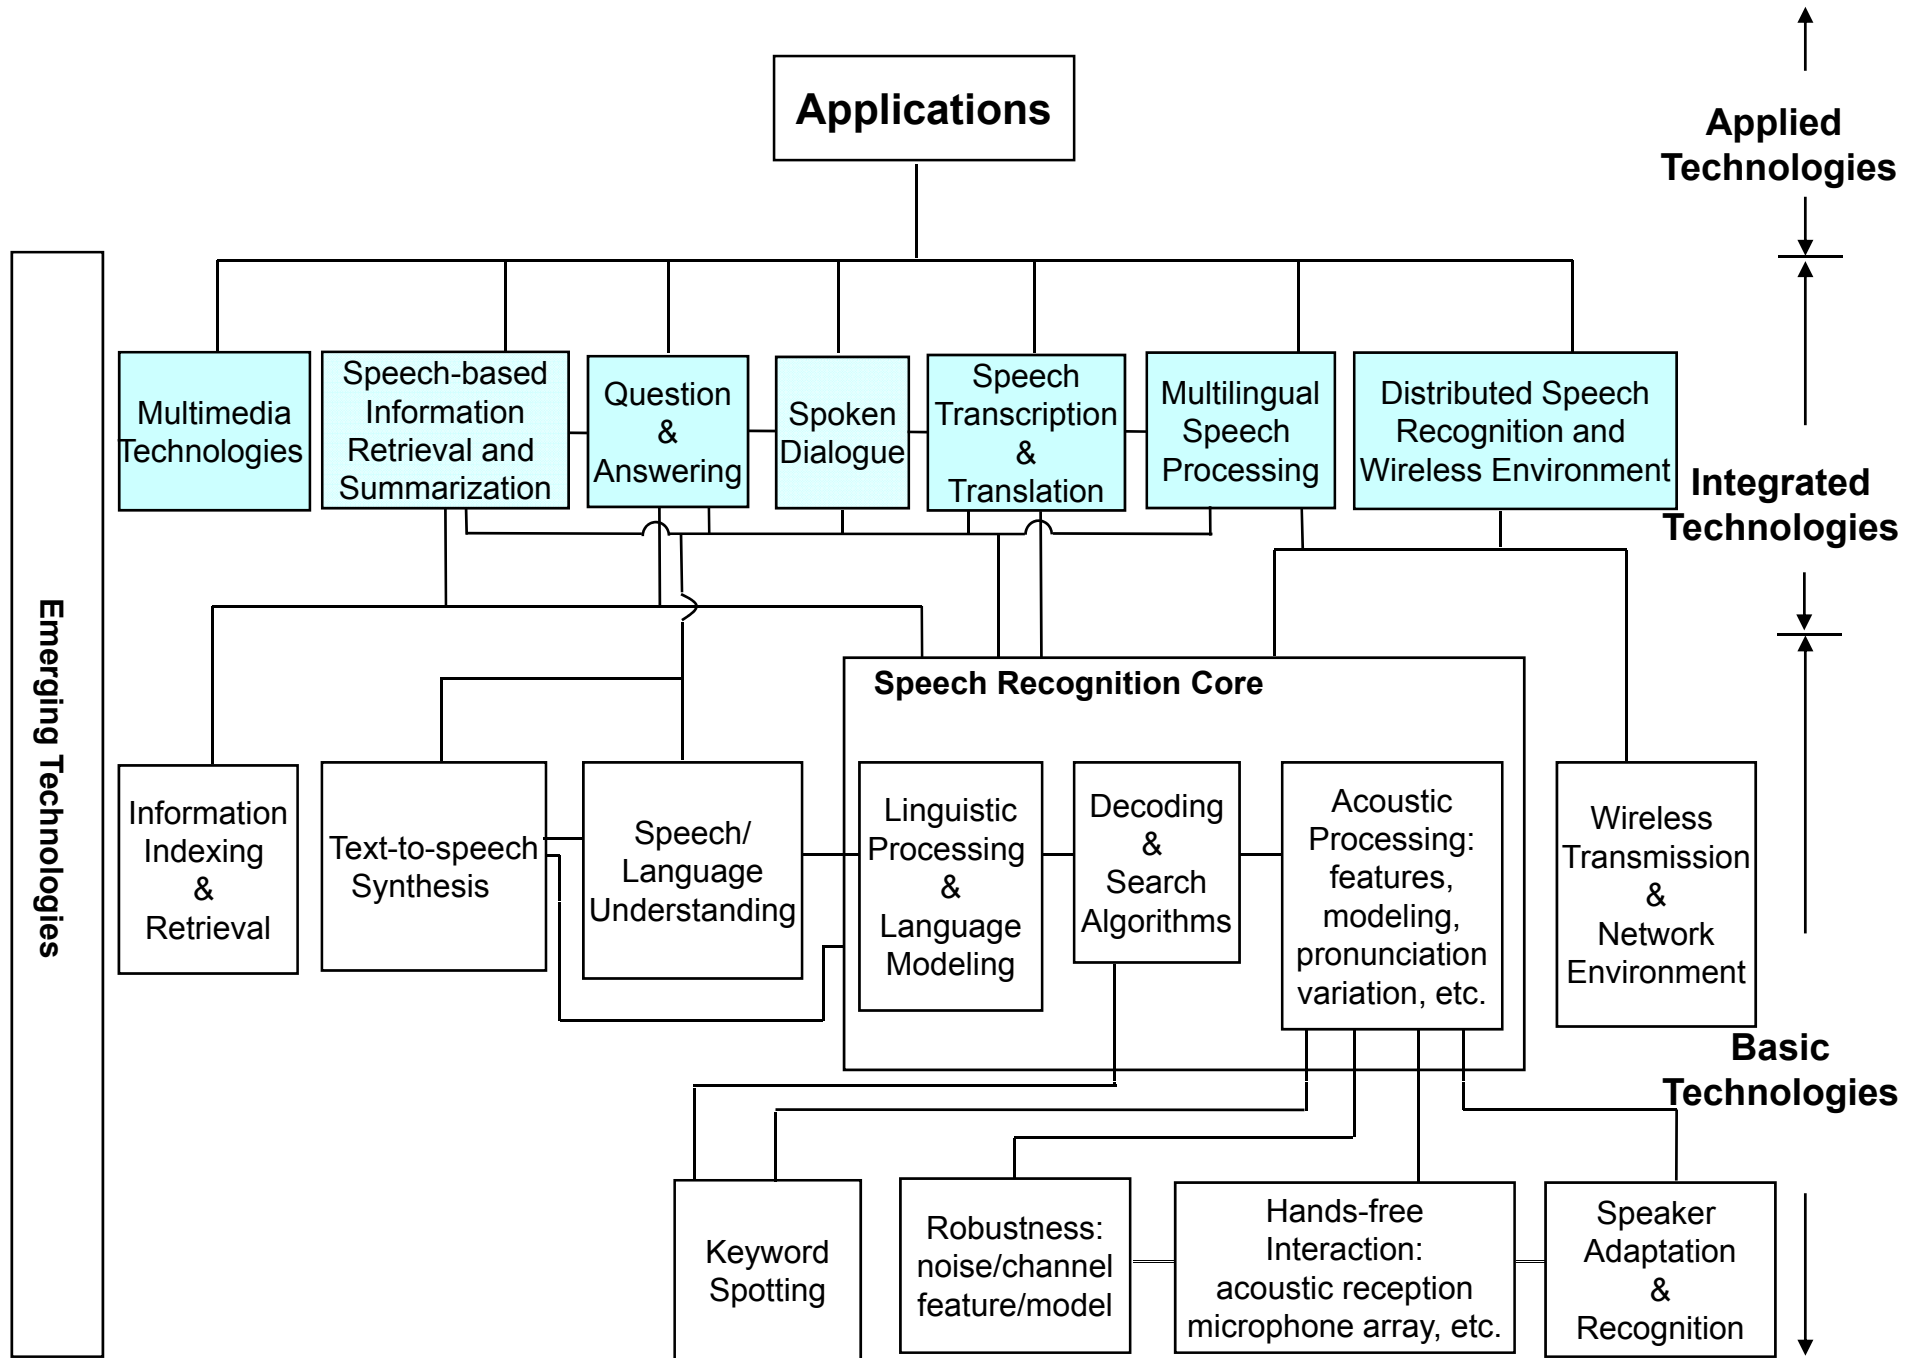 Applications
Applied
Technologies
Emerging Technologies
Multimedia
Technologies
Speech-based
Information
Retrieval and
Summarization
Question
&
Answering
Spoken
Dialogue
Speech
Transcription
&
Translation
Multilingual
Speech
Processing
Distributed Speech
Recognition and
Wireless Environment
Integrated
Technologies
Speech Recognition Core
Information
Indexing
&
Retrieval
Text-to-speech
Synthesis
Speech/
Language
Understanding
Linguistic
Processing
&
Language
Modeling
Decoding
&
Search
Algorithms
Acoustic
Processing:
features,
modeling,
pronunciation
variation, etc.
Wireless
Transmission
&
Network
Environment
Basic
Technologies
Keyword
Spotting
Robustness:
noise/channel
feature/model
Hands-free
Interaction:
acoustic reception
microphone array, etc.
Speaker
Adaptation
&
Recognition